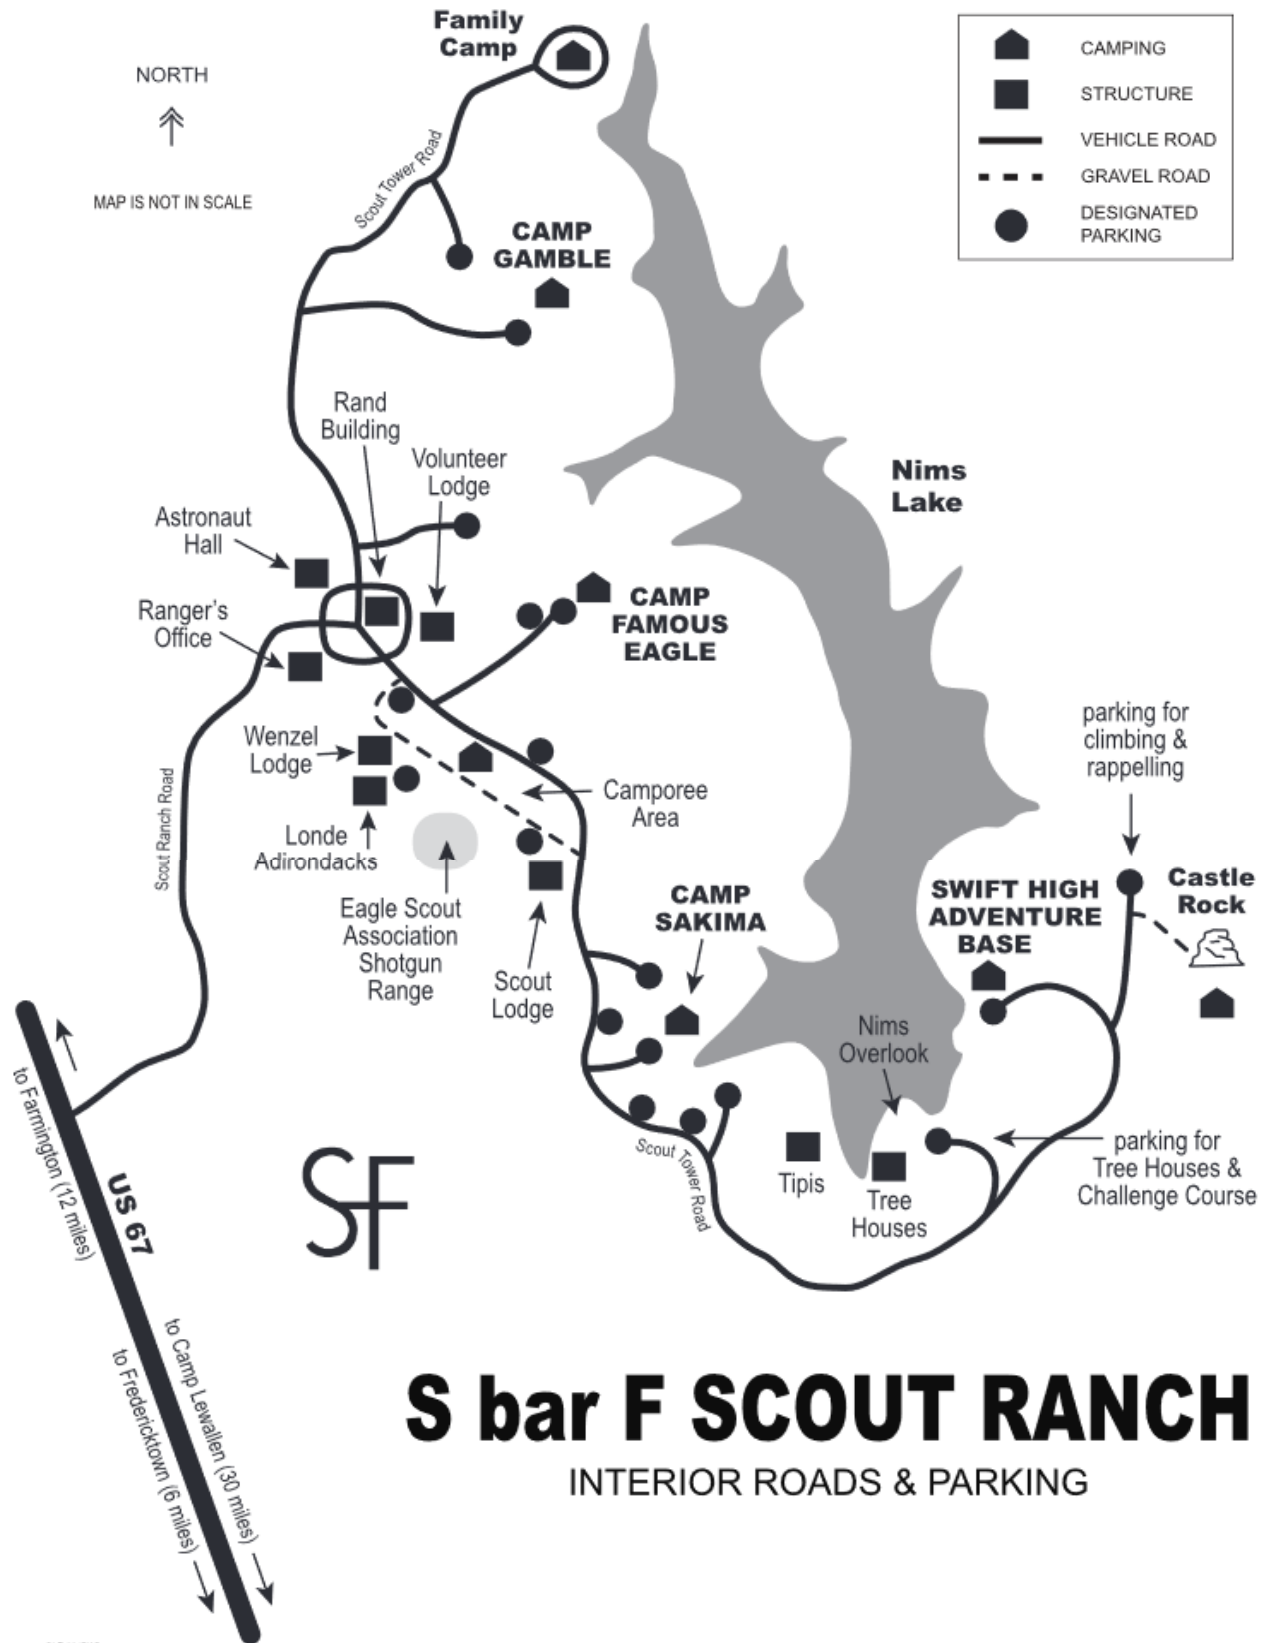 Family
Camp
NORTH
MAP IS NOT IN SCALE
CAMPING
STRUCTURE
VEHICLE ROAD
GRAVEL ROAD
DESIGNATED
PARKING
Scout Tower Road
CAMP
GAMBLE
Rand
Building
Volunteer
Lodge
Nims
Lake
Astronaut
Hall
Ranger's
Office
CAMP
FAMOUS
EAGLE
Wenzel
Lodge
Scout Ranch Road
Camporee
Area
parking for
climbing &
rappelling
Londe
Adirondacks
Eagle Scout
Association
Shotgun
Range
CAMP
SAKIMA
SWIFT HIGH
ADVENTURE
BASE
Castle
Rock
Scout
Lodge
Nims
Overlook
to Farmington (12 miles)
US 67
SF
Scout Tower Road
Tipis
Tree
Houses
parking for
Tree Houses &
Challenge Course
to Camp Lewallen (30 miles)
to Fredericktown (6 miles)
S bar F SCOUT RANCH
INTERIOR ROADS & PARKING